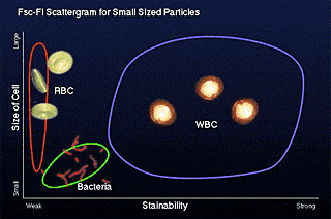 Fsc-Fl Scattergram for Small Sized Particles
Large
RBC
Size of Cell
WBC
Bacteria
Small
Weak
Stainability
Strong